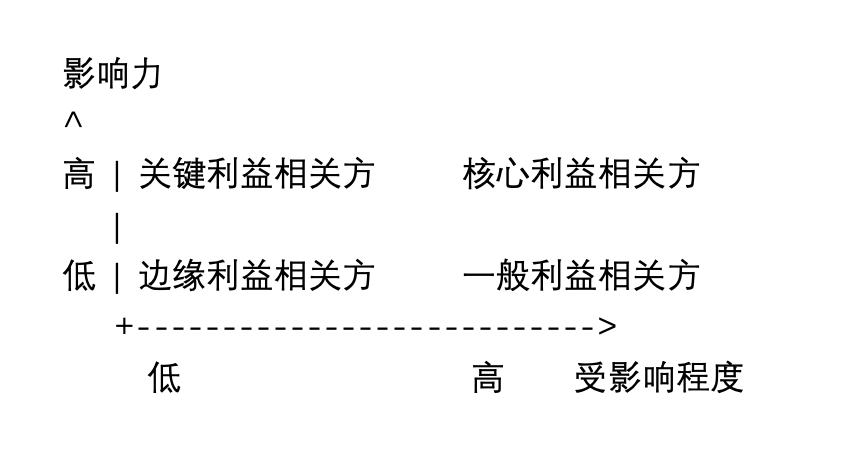 影响力
^
高 | 关键利益相关方 核心利益相关方
|
低 | 边缘利益相关方 一般利益相关方
+--------------------------->
低 高 受影响程度